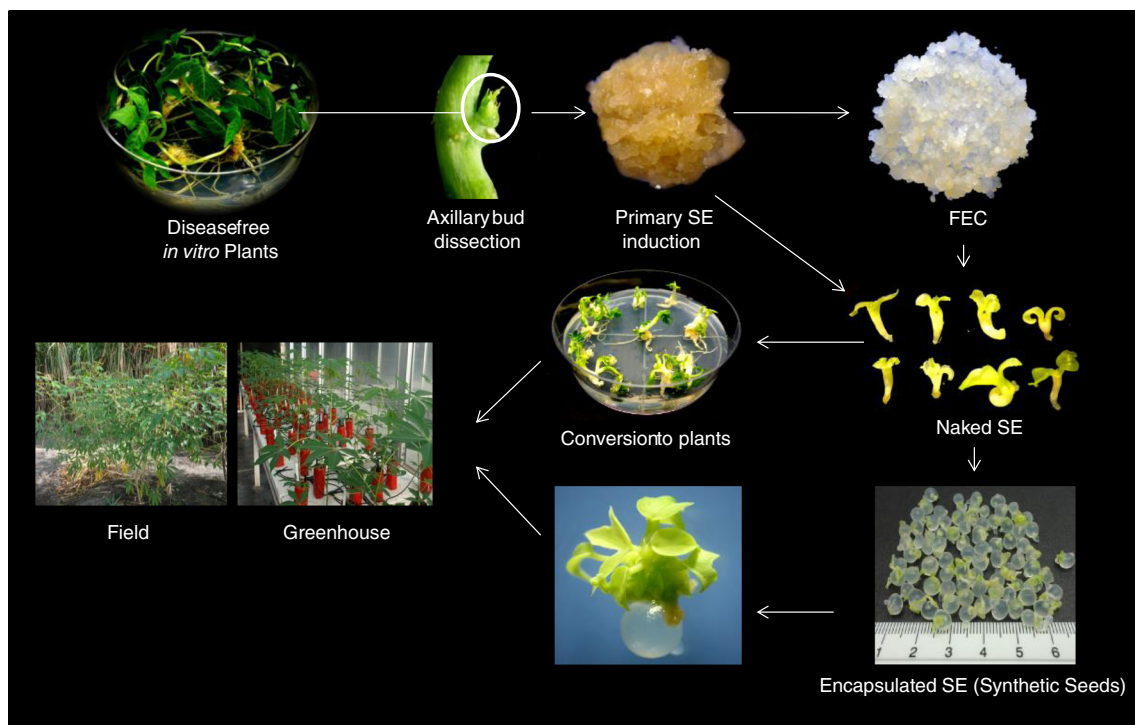 Diseasefree
in vitro Plants
Axillary bud
dissection
Primary SE
induction
FEC
Naked SE
Conversionto plants
Field
Greenhouse
1 2 3 4 5 6
Encapsulated SE (Synthetic Seeds)